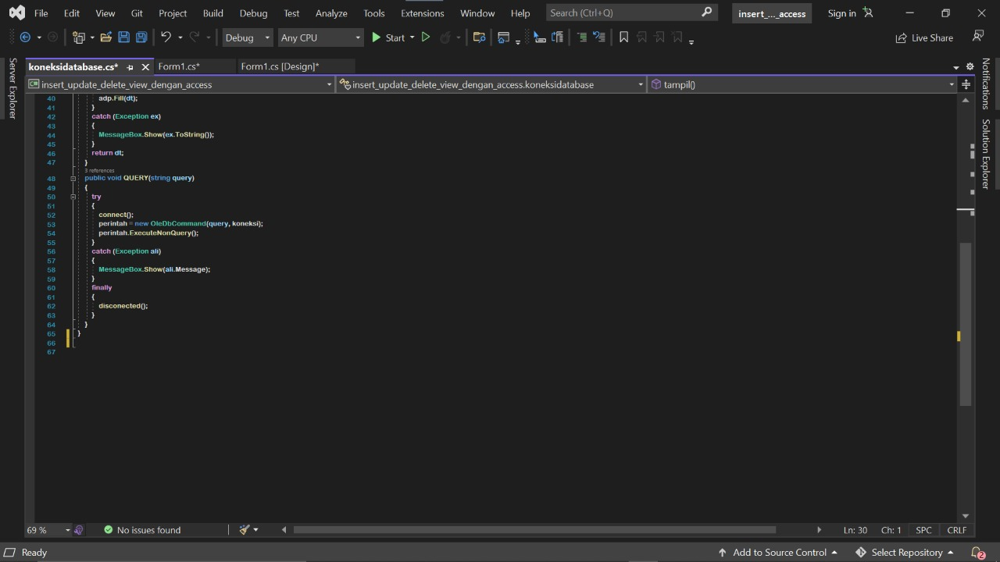 File Edit View Git Project Build Debug Test Analyze Tools Extensions Window Help Search (Ctrl+Q) insert_..._access Sign in
Debug Any CPU Start Live Share
koneksidatabase.cs* Form1.cs* Form1.cs [Design]*
insert_update_delete_view_dengan_access insert_update_delete_view_dengan_access.koneksidatabase tampil()
Server Explorer
Notifications
Solution Explorer
40 adp.Fill(dt);
41 }
42 catch (Exception ex)
43 {
44 MessageBox.Show(ex.ToString());
45 }
46 return dt;
47 }
3 references
48 public void QUERY(string query)
49 {
50 try
51 {
52 connect();
53 perintah = new OleDbCommand(query, koneksi);
54 perintah.ExecuteNonQuery();
55 }
56 catch (Exception ali)
57 {
58 MessageBox.Show(ali.Message);
59 }
60 finally
61 {
62 disconected();
63 }
64 }
65 }
66
67
69 % No issues found Ln: 30 Ch: 1 SPC CRLF
Ready Add to Source Control Select Repository 2